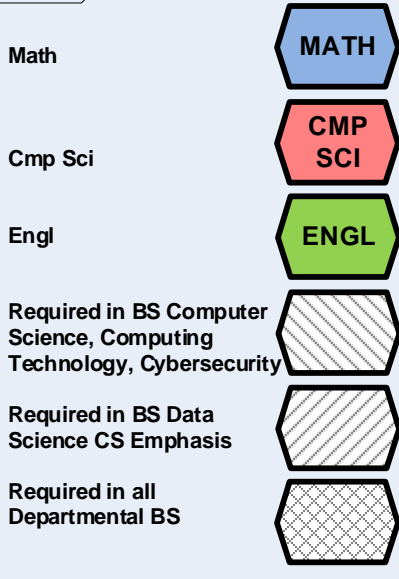 Math
MATH
Cmp Sci
CMP
SCI
Engl
ENGL
Required in BS Computer
Science, Computing
Technology, Cybersecurity
Required in BS Data
Science CS Emphasis
Required in all
Departmental BS